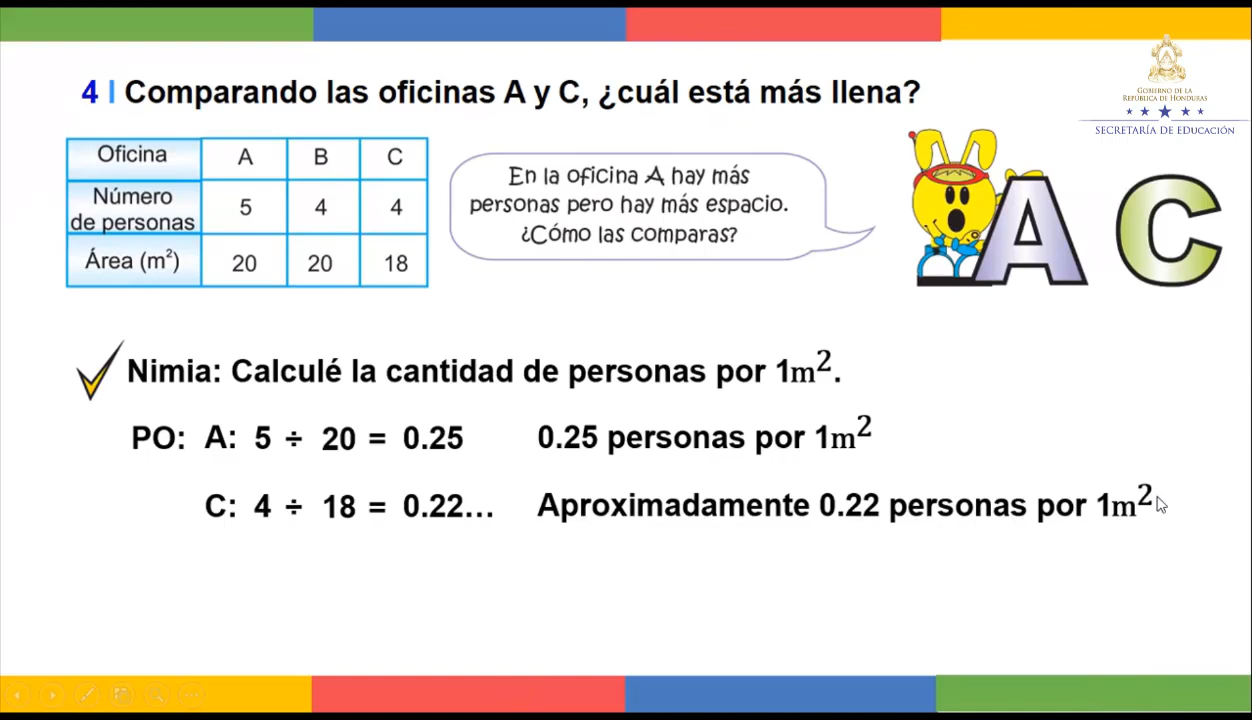 4 | Comparando las oficinas A y C, ¿cuál está más llena?
GOBIERNO DE LA
REPÚBLICA DE HONDURAS
SECRETARÍA DE EDUCACIÓN
Oficina A B C
Número de personas 5 4 4
Área (m²) 20 20 18
En la oficina A hay más
personas pero hay más espacio.
¿Cómo las comparas?
A C
Nimia: Calculé la cantidad de personas por 1m².
PO: A: 5 ÷ 20 = 0.25 0.25 personas por 1m²
C: 4 ÷ 18 = 0.22... Aproximadamente 0.22 personas por 1m²